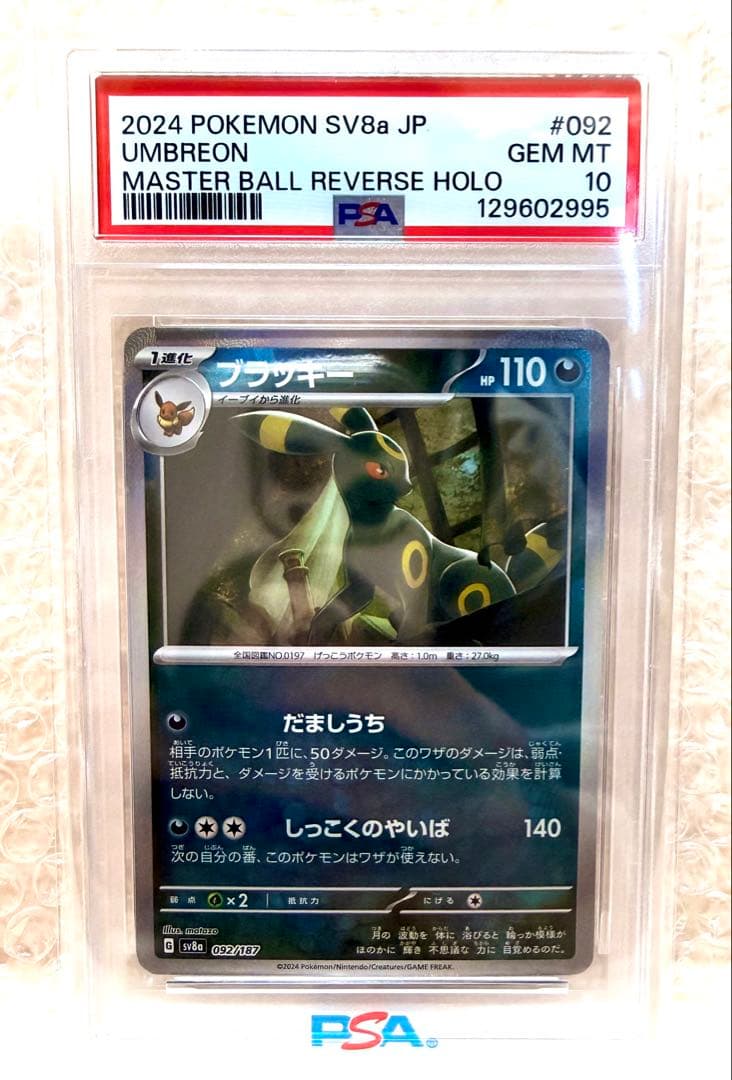 2024 POKEMON SV8a JP #092
UMBREON GEM MT
MASTER BALL REVERSE HOLO 10
PSA 129602995
1進化
ブラッキー HP 110
イーブイから進化
全国図鑑NO.0197 げっこうポケモン 高さ:1.0m 重さ:27.0kg
だましうち
相手のポケモン1匹に、50ダメージ。このワザのダメージは、弱点・
抵抗力と、ダメージを受けるポケモンにかかっている効果を計算
しない。
しっこくのやいば 140
次の自分の番、このポケモンはワザが使えない。
弱点 ×2 抵抗力 にげる
Illus. matazo
G sv8a 092/187
月の波動を体に浴びると輪っか模様が
ほのかに輝き不思議な力に目覚めるのだ。
©2024 Pokémon/Nintendo/Creatures/GAME FREAK.
PSA®